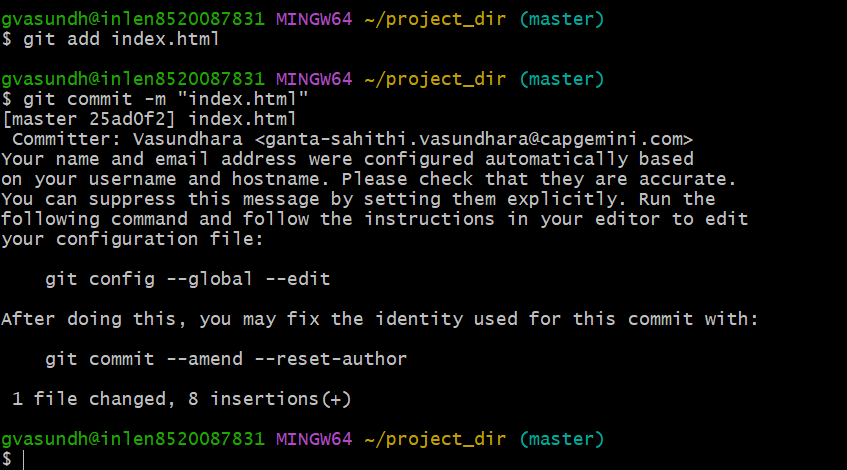 gvasundh@inlen8520087831 MINGW64 ~/project_dir (master)
$ git add index.html
gvasundh@inlen8520087831 MINGW64 ~/project_dir (master)
$ git commit -m "index.html"
[master 25ad0f2] index.html
 Committer: Vasundhara <ganta-sahithi.vasundhara@capgemini.com>
Your name and email address were configured automatically based
on your username and hostname. Please check that they are accurate.
You can suppress this message by setting them explicitly. Run the
following command and follow the instructions in your editor to edit
your configuration file:
    git config --global --edit
After doing this, you may fix the identity used for this commit with:
    git commit --amend --reset-author
 1 file changed, 8 insertions(+)
gvasundh@inlen8520087831 MINGW64 ~/project_dir (master)
$